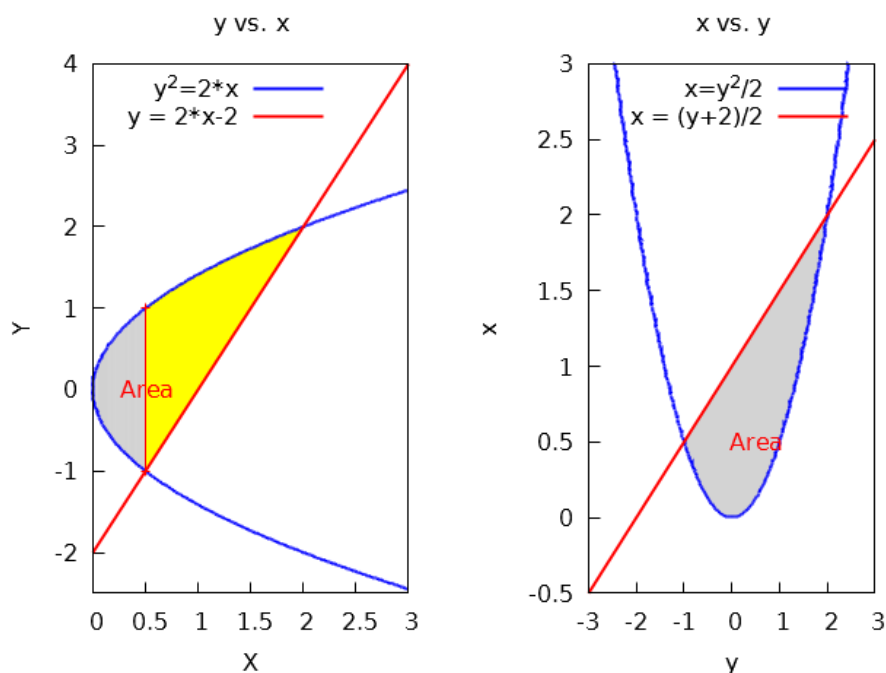 y vs. x
y²=2*x
y = 2*x-2
4
3
2
1
0
-1
-2
Y
Area
0 0.5 1 1.5 2 2.5 3
X
x vs. y
x=y²/2
x = (y+2)/2
3
2.5
2
1.5
1
0.5
0
-0.5
x
Area
-3 -2 -1 0 1 2 3
y